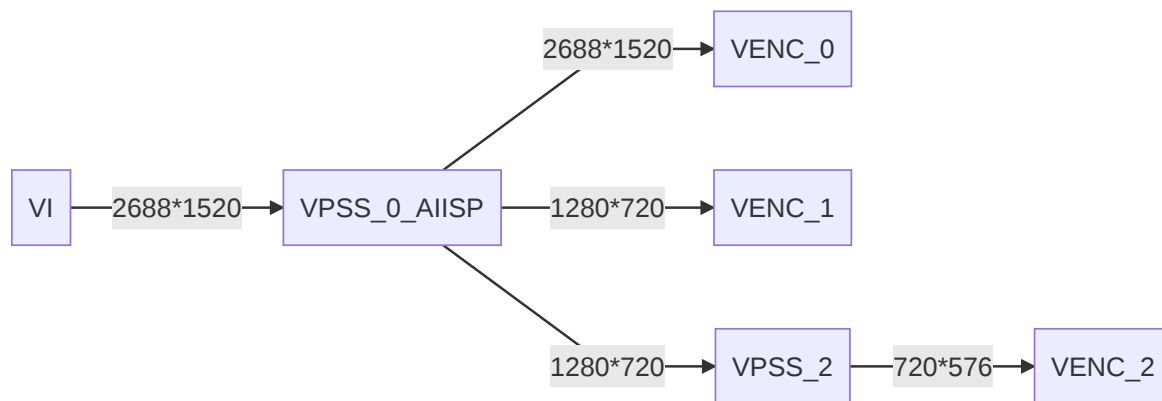 2688*1520
VENC_0
VI
2688*1520
VPSS_0_AIISP
1280*720
VENC_1
1280*720
VPSS_2
720*576
VENC_2